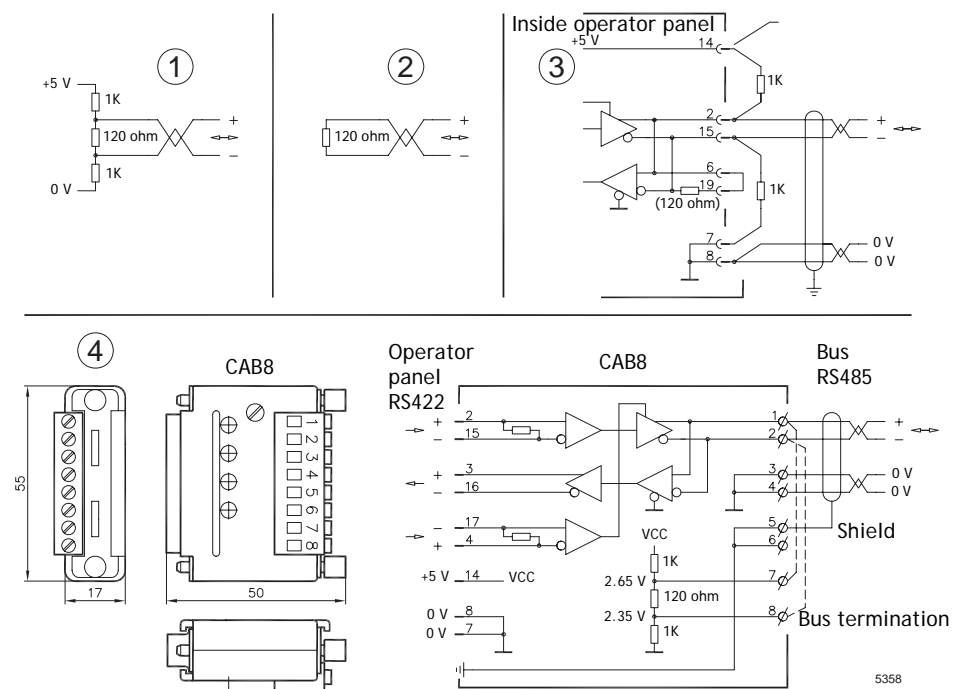 1
+5 V
1K
120 ohm
+
–
1K
0 V
2
120 ohm
+
–
Inside operator panel
3
+5 V
14
1K
2
+
15
–
6
19
(120 ohm)
1K
7
0 V
8
0 V
4
CAB8
55
17
50
1
2
3
4
5
6
7
8
Operator
panel
RS422
CAB8
Bus
RS485
+ 2
– 15
+ 3
– 16
– 17
+ 4
+5 V 14 VCC
0 V 8
0 V 7
VCC
1K
2.65 V
120 ohm
2.35 V
1K
1 +
2 –
3 0 V
4 0 V
5
Shield
6
7
8 Bus termination
5358